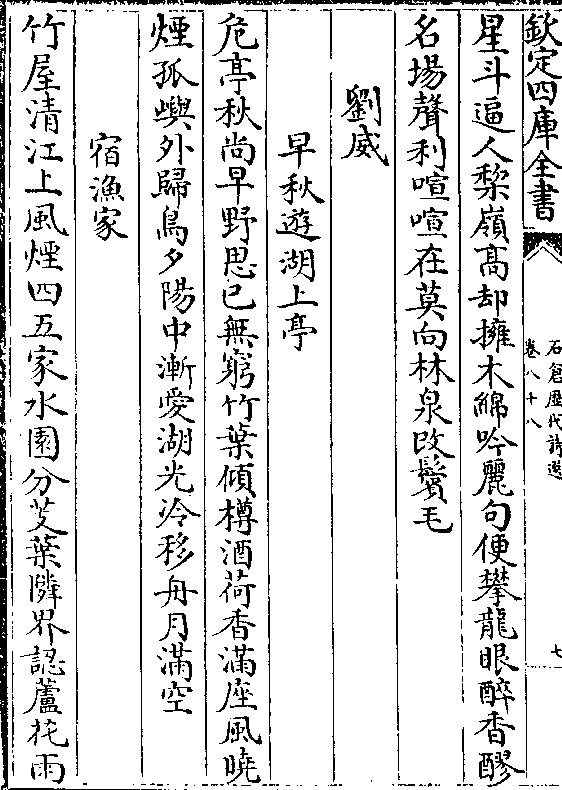 欽定四庫全書
石倉歷代詩選
卷八十八
七
星斗逼人棃嶺髙却擁木綿吟麗句便攀龍眼醉香醪
名塲聲利喧喧在莫向林泉改鬢毛
劉威
早秋遊湖上亭
危亭秋尚早野思已無窮竹葉傾樽酒荷香滿座風曉
煙孤嶼外歸鳥夕陽中漸愛湖光冷移舟月滿空
宿漁家
竹屋清江上風煙四五家水園分芰葉隣界認蘆花雨